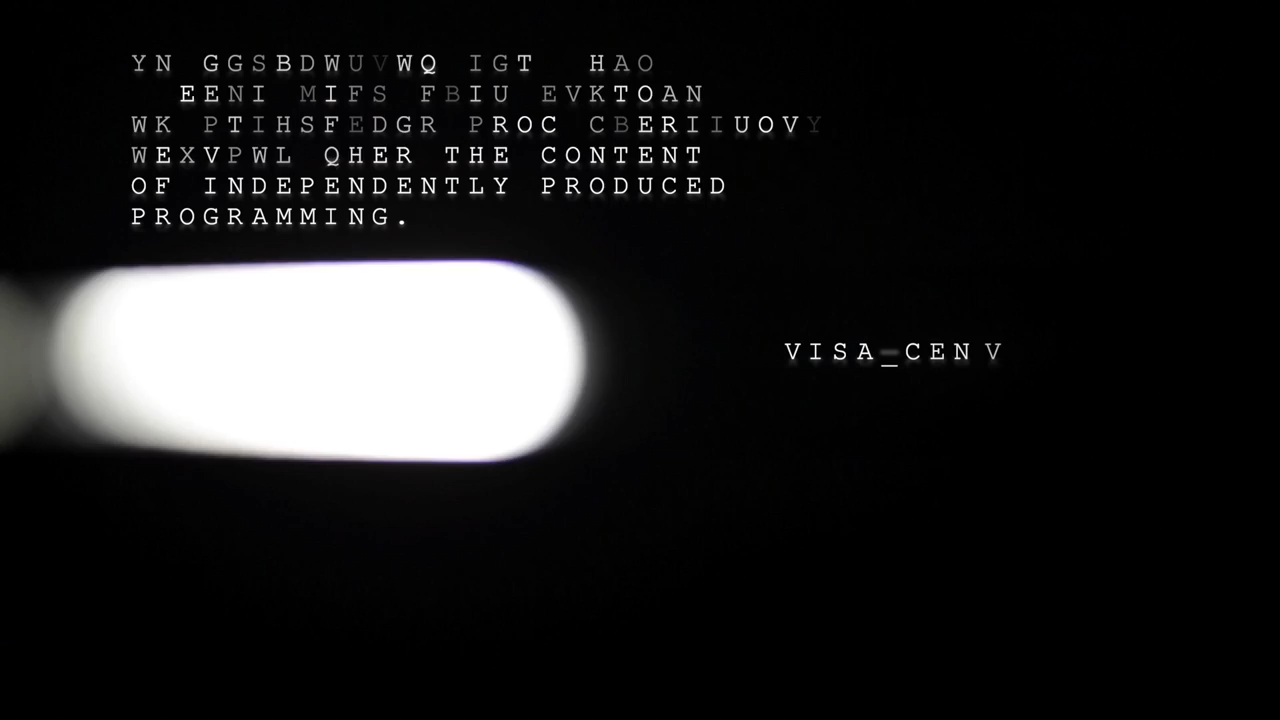 YN GGSBDWUVWQ IGT HAO
EENI MIFS FBIU EVKTOAN
WK PTIHSFEDGR PROC CBERIIUOVY
WEXVPWL QHER THE CONTENT
OF INDEPENDENTLY PRODUCED
PROGRAMMING.
VISA_CEN V